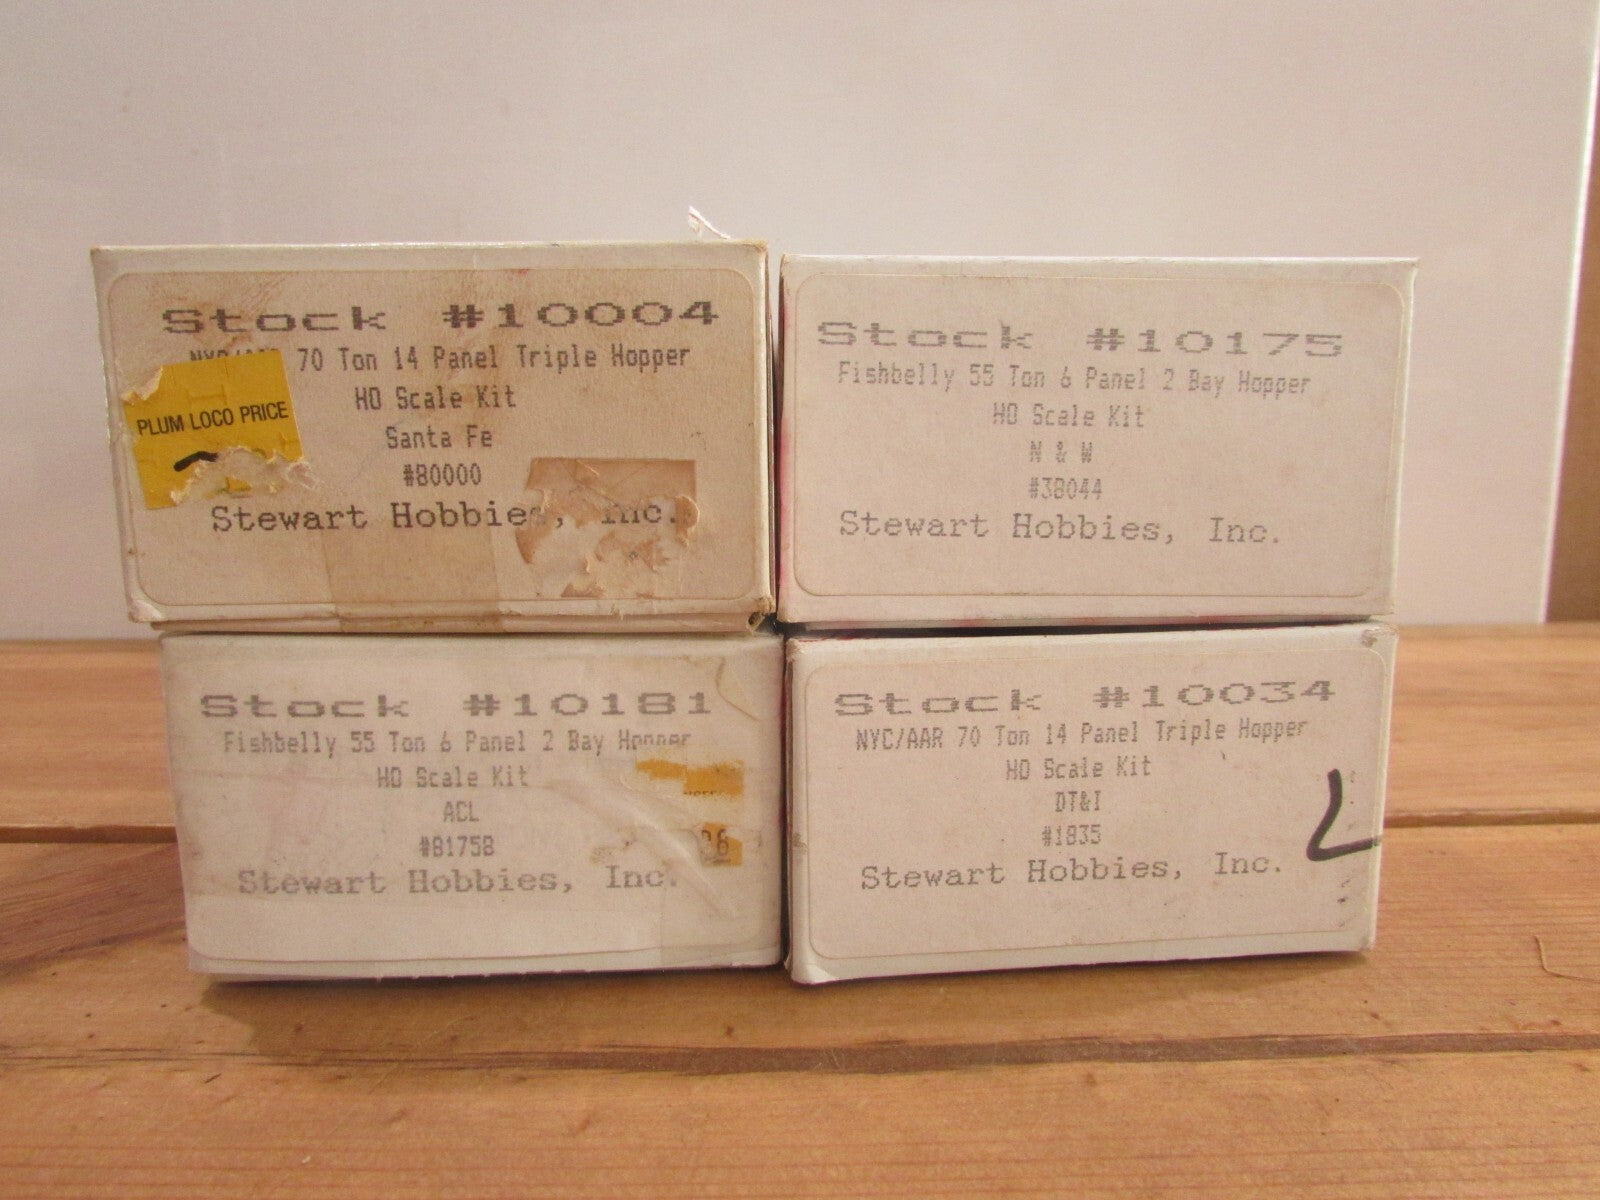 Stock #10004
NYC/AAR 70 Ton 14 Panel Triple Hopper
HO Scale Kit
Santa Fe
#80000
Stewart Hobbies, Inc.
PLUM LOCO PRICE
Stock #10175
Fishbelly 55 Ton 6 Panel 2 Bay Hopper
HO Scale Kit
N & W
#38044
Stewart Hobbies, Inc.
Stock #10181
Fishbelly 55 Ton 6 Panel 2 Bay Hopper
HO Scale Kit
ACL
#81758
Stewart Hobbies, Inc.
Stock #10034
NYC/AAR 70 Ton 14 Panel Triple Hopper
HO Scale Kit
DT&I
#1835
Stewart Hobbies, Inc.
L